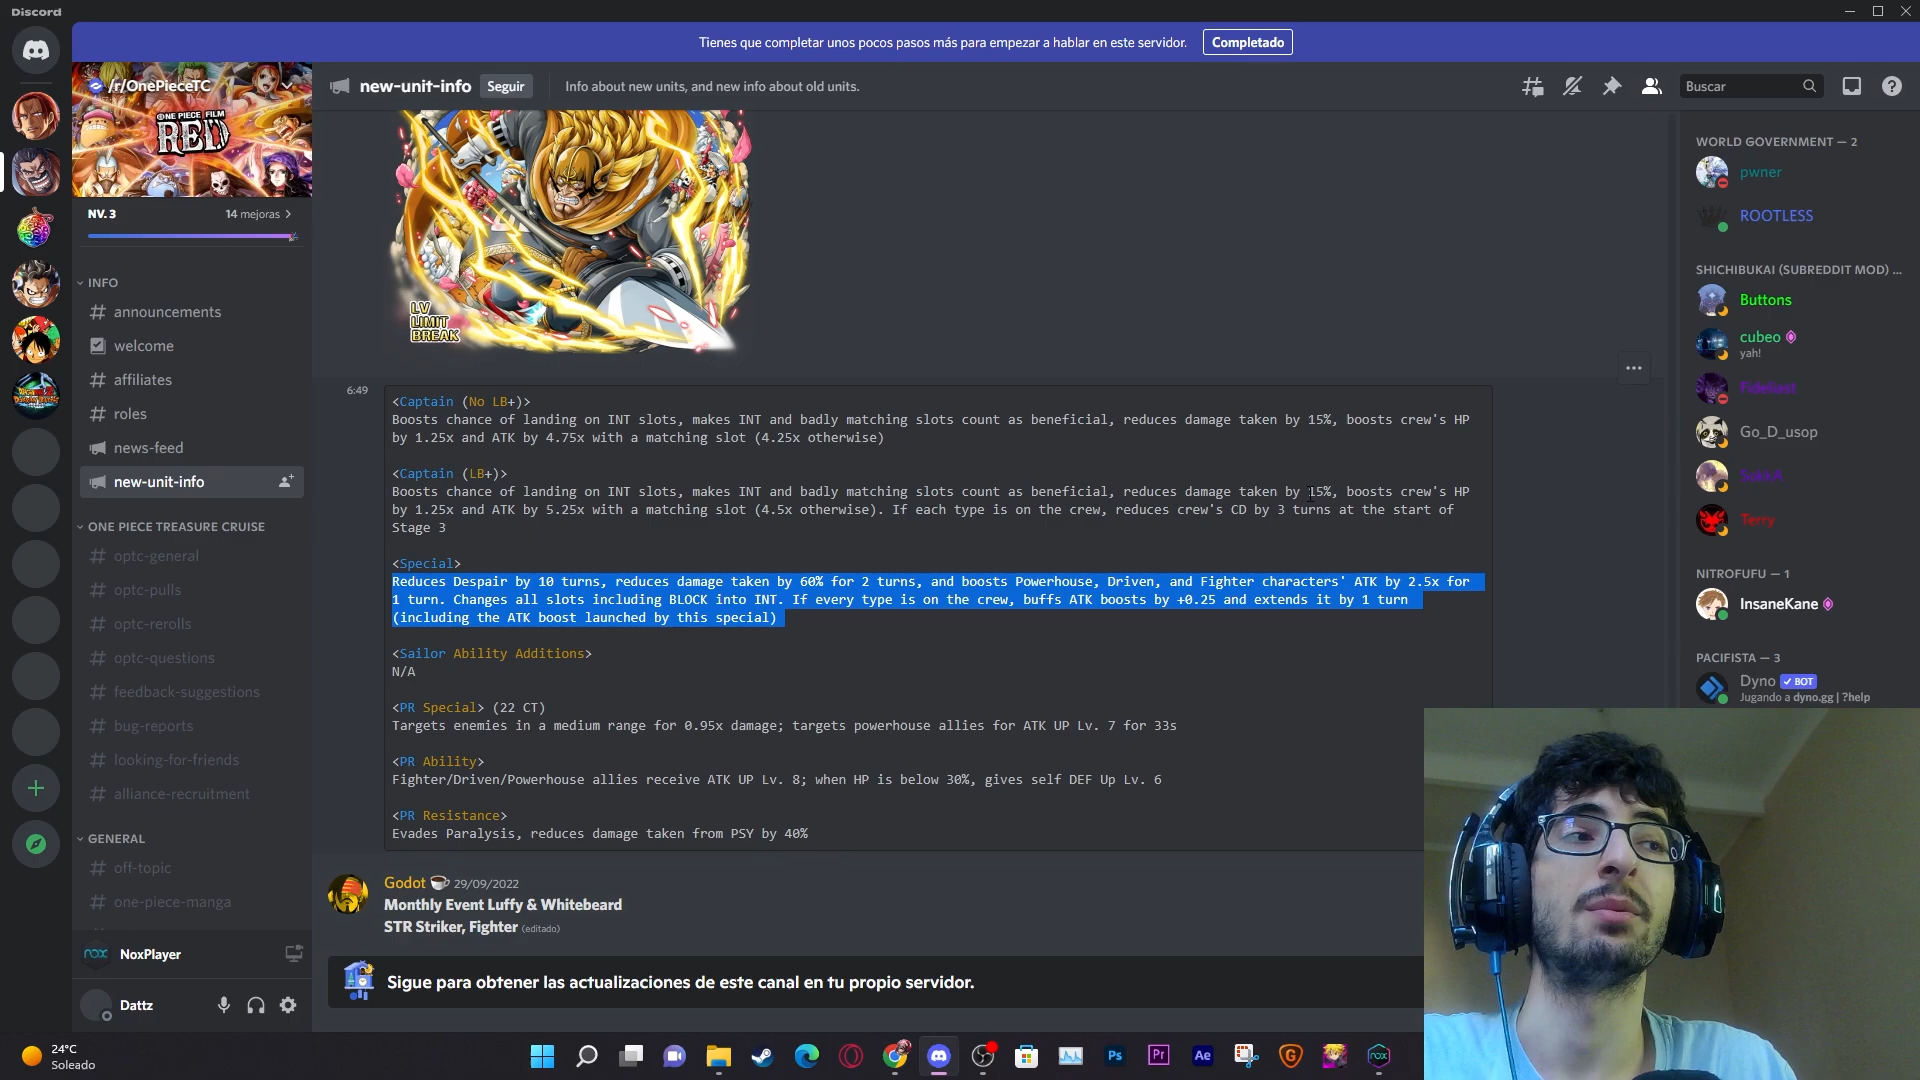 Discord
Tienes que completar unos pocos pasos más para empezar a hablar en este servidor.
Completado
/r/OnePieceTC
ONE PIECE FILM
RED
NV. 3
14 mejoras
INFO
announcements
welcome
affiliates
roles
news-feed
new-unit-info
ONE PIECE TREASURE CRUISE
optc-general
optc-pulls
optc-rerolls
optc-questions
feedback-suggestions
bug-reports
looking-for-friends
alliance-recruitment
GENERAL
off-topic
one-piece-manga
nox
NoxPlayer
Dattz
new-unit-info
Seguir
Info about new units, and new info about old units.
Buscar
LV
LIMIT
BREAK
6:49
<Captain (No LB+)>
Boosts chance of landing on INT slots, makes INT and badly matching slots count as beneficial, reduces damage taken by 15%, boosts crew's HP
by 1.25x and ATK by 4.75x with a matching slot (4.25x otherwise)
<Captain (LB+)>
Boosts chance of landing on INT slots, makes INT and badly matching slots count as beneficial, reduces damage taken by 15%, boosts crew's HP
by 1.25x and ATK by 5.25x with a matching slot (4.5x otherwise). If each type is on the crew, reduces crew's CD by 3 turns at the start of
Stage 3
<Special>
Reduces Despair by 10 turns, reduces damage taken by 60% for 2 turns, and boosts Powerhouse, Driven, and Fighter characters' ATK by 2.5x for
1 turn. Changes all slots including BLOCK into INT. If every type is on the crew, buffs ATK boosts by +0.25 and extends it by 1 turn
(including the ATK boost launched by this special)
<Sailor Ability Additions>
N/A
<PR Special> (22 CT)
Targets enemies in a medium range for 0.95x damage; targets powerhouse allies for ATK UP Lv. 7 for 33s
<PR Ability>
Fighter/Driven/Powerhouse allies receive ATK UP Lv. 8; when HP is below 30%, gives self DEF Up Lv. 6
<PR Resistance>
Evades Paralysis, reduces damage taken from PSY by 40%
Godot 29/09/2022
Monthly Event Luffy & Whitebeard
STR Striker, Fighter (editado)
Sigue para obtener las actualizaciones de este canal en tu propio servidor.
WORLD GOVERNMENT — 2
pwner
ROOTLESS
SHICHIBUKAI (SUBREDDIT MOD) ...
Buttons
cubeo
yah!
Fideliast
Go_D_usop
SukkA
Terry
NITROFUFU — 1
InsaneKane
PACIFISTA — 3
Dyno BOT
Jugando a dyno.gg | ?help
24°C
Soleado
Ps
Pr
Ae
nox